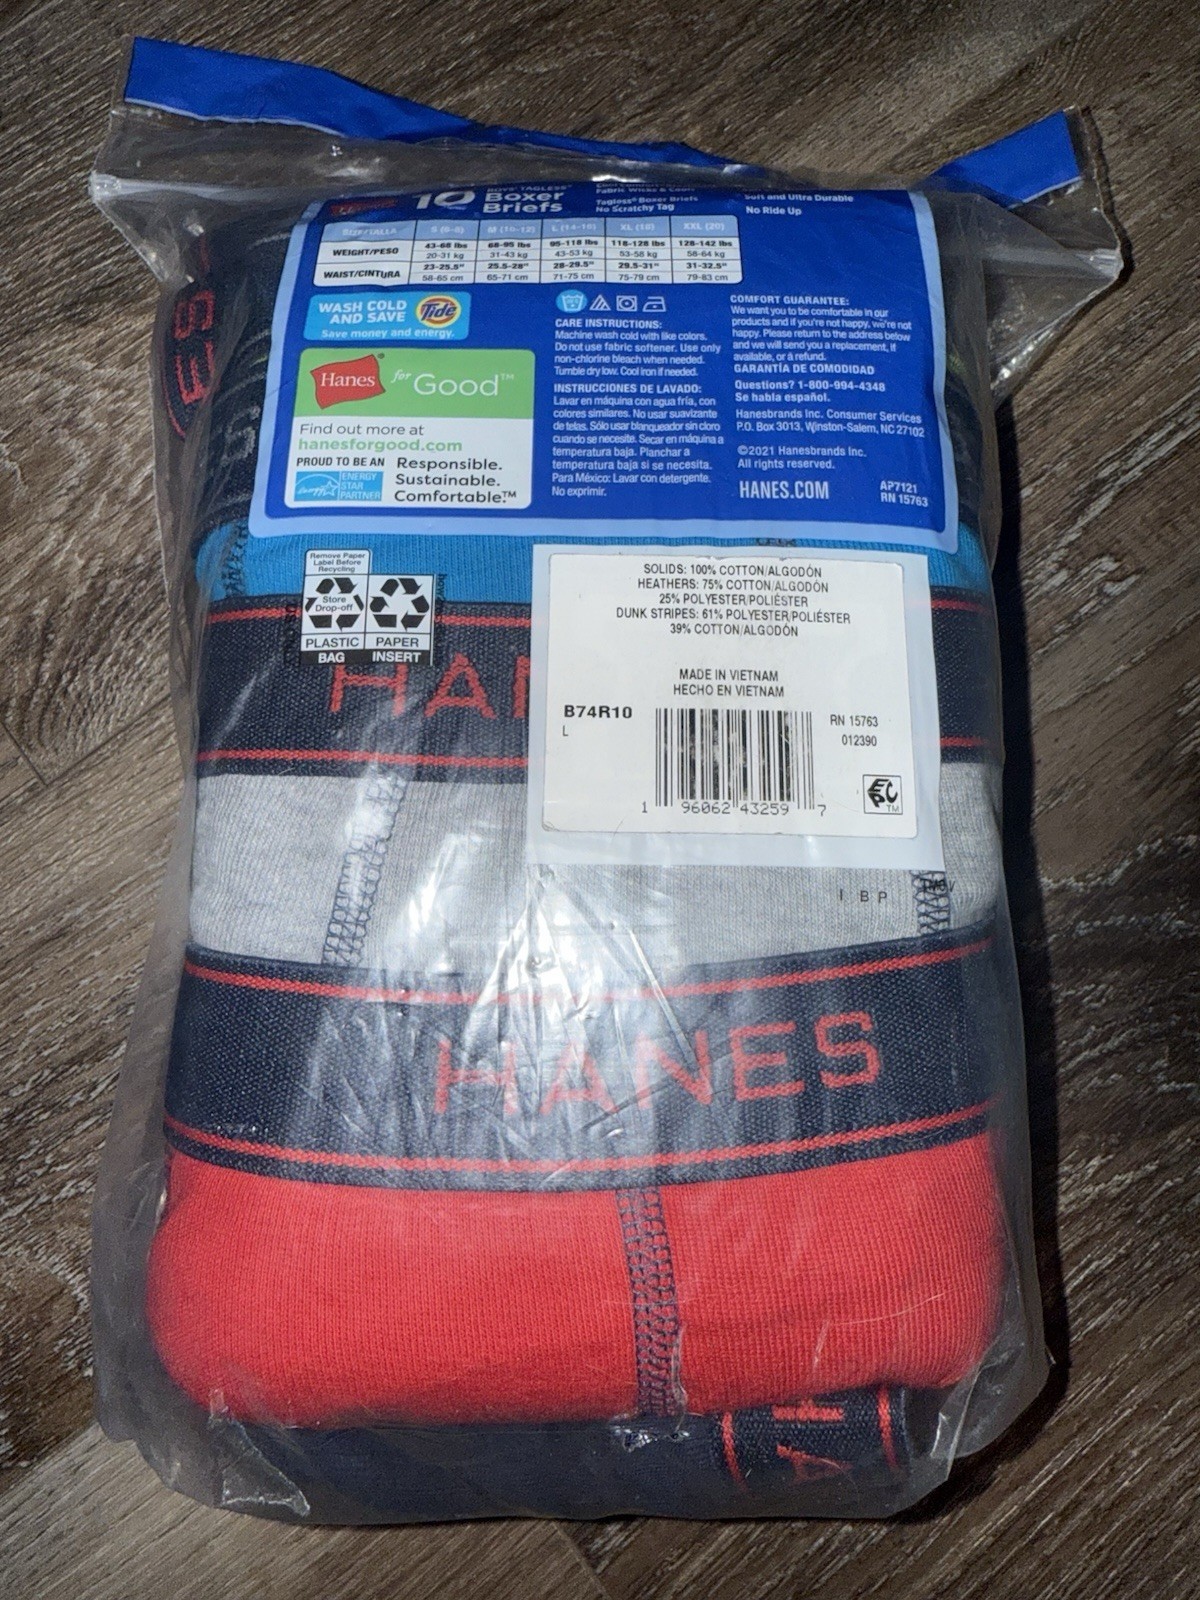 10
BOYS' TAGLESS®
Boxer
Briefs
Fabric Wicks & Cools
Tagless® Boxer Briefs
No Scratchy Tag
Soft and Ultra Durable
No Ride Up
SIZE/TALLA S (6-8) M (10-12) L (14-16) XL (18) XXL (20)
WEIGHT/PESO 43-68 lbs 68-95 lbs 95-118 lbs 118-128 lbs 128-142 lbs
20-31 kg 31-43 kg 43-53 kg 53-58 kg 58-64 kg
WAIST/CINTURA 23-25.5" 25.5-28" 28-29.5" 29.5-31" 31-32.5"
58-65 cm 65-71 cm 71-75 cm 75-79 cm 79-83 cm
WASH COLD
AND SAVE
Tide
Save money and energy.
Hanes® for Good™
Find out more at
hanesforgood.com
PROUD TO BE AN
energy
ENERGY
STAR
PARTNER
Responsible.
Sustainable.
Comfortable.™
CARE INSTRUCTIONS:
Machine wash cold with like colors.
Do not use fabric softener. Use only
non-chlorine bleach when needed.
Tumble dry low. Cool iron if needed.
INSTRUCCIONES DE LAVADO:
Lavar en máquina con agua fría, con
colores similares. No usar suavizante
de telas. Sólo usar blanqueador sin cloro
cuando se necesite. Secar en máquina a
temperatura baja. Planchar a
temperatura baja si se necesita.
Para México: Lavar con detergente.
No exprimir.
COMFORT GUARANTEE:
We want you to be comfortable in our
products and if you're not happy, we're not
happy. Please return to the address below
and we will send you a replacement, if
available, or a refund.
GARANTÍA DE COMODIDAD
Questions? 1-800-994-4348
Se habla español.
Hanesbrands Inc. Consumer Services
P.O. Box 3013, Winston-Salem, NC 27102
©2021 Hanesbrands Inc.
All rights reserved.
HANES.COM
AP7121
RN 15763
Remove Paper
Label Before
Recycling
Store
Drop-off
PLASTIC
BAG
PAPER
INSERT
SOLIDS: 100% COTTON/ALGODÓN
HEATHERS: 75% COTTON/ALGODÓN
25% POLYESTER/POLIÉSTER
DUNK STRIPES: 61% POLYESTER/POLIÉSTER
39% COTTON/ALGODÓN
MADE IN VIETNAM
HECHO EN VIETNAM
B74R10
L
RN 15763
012390
1 96062 43259 7
EPC
TM
HAN
I B P
HANES
HA
ES